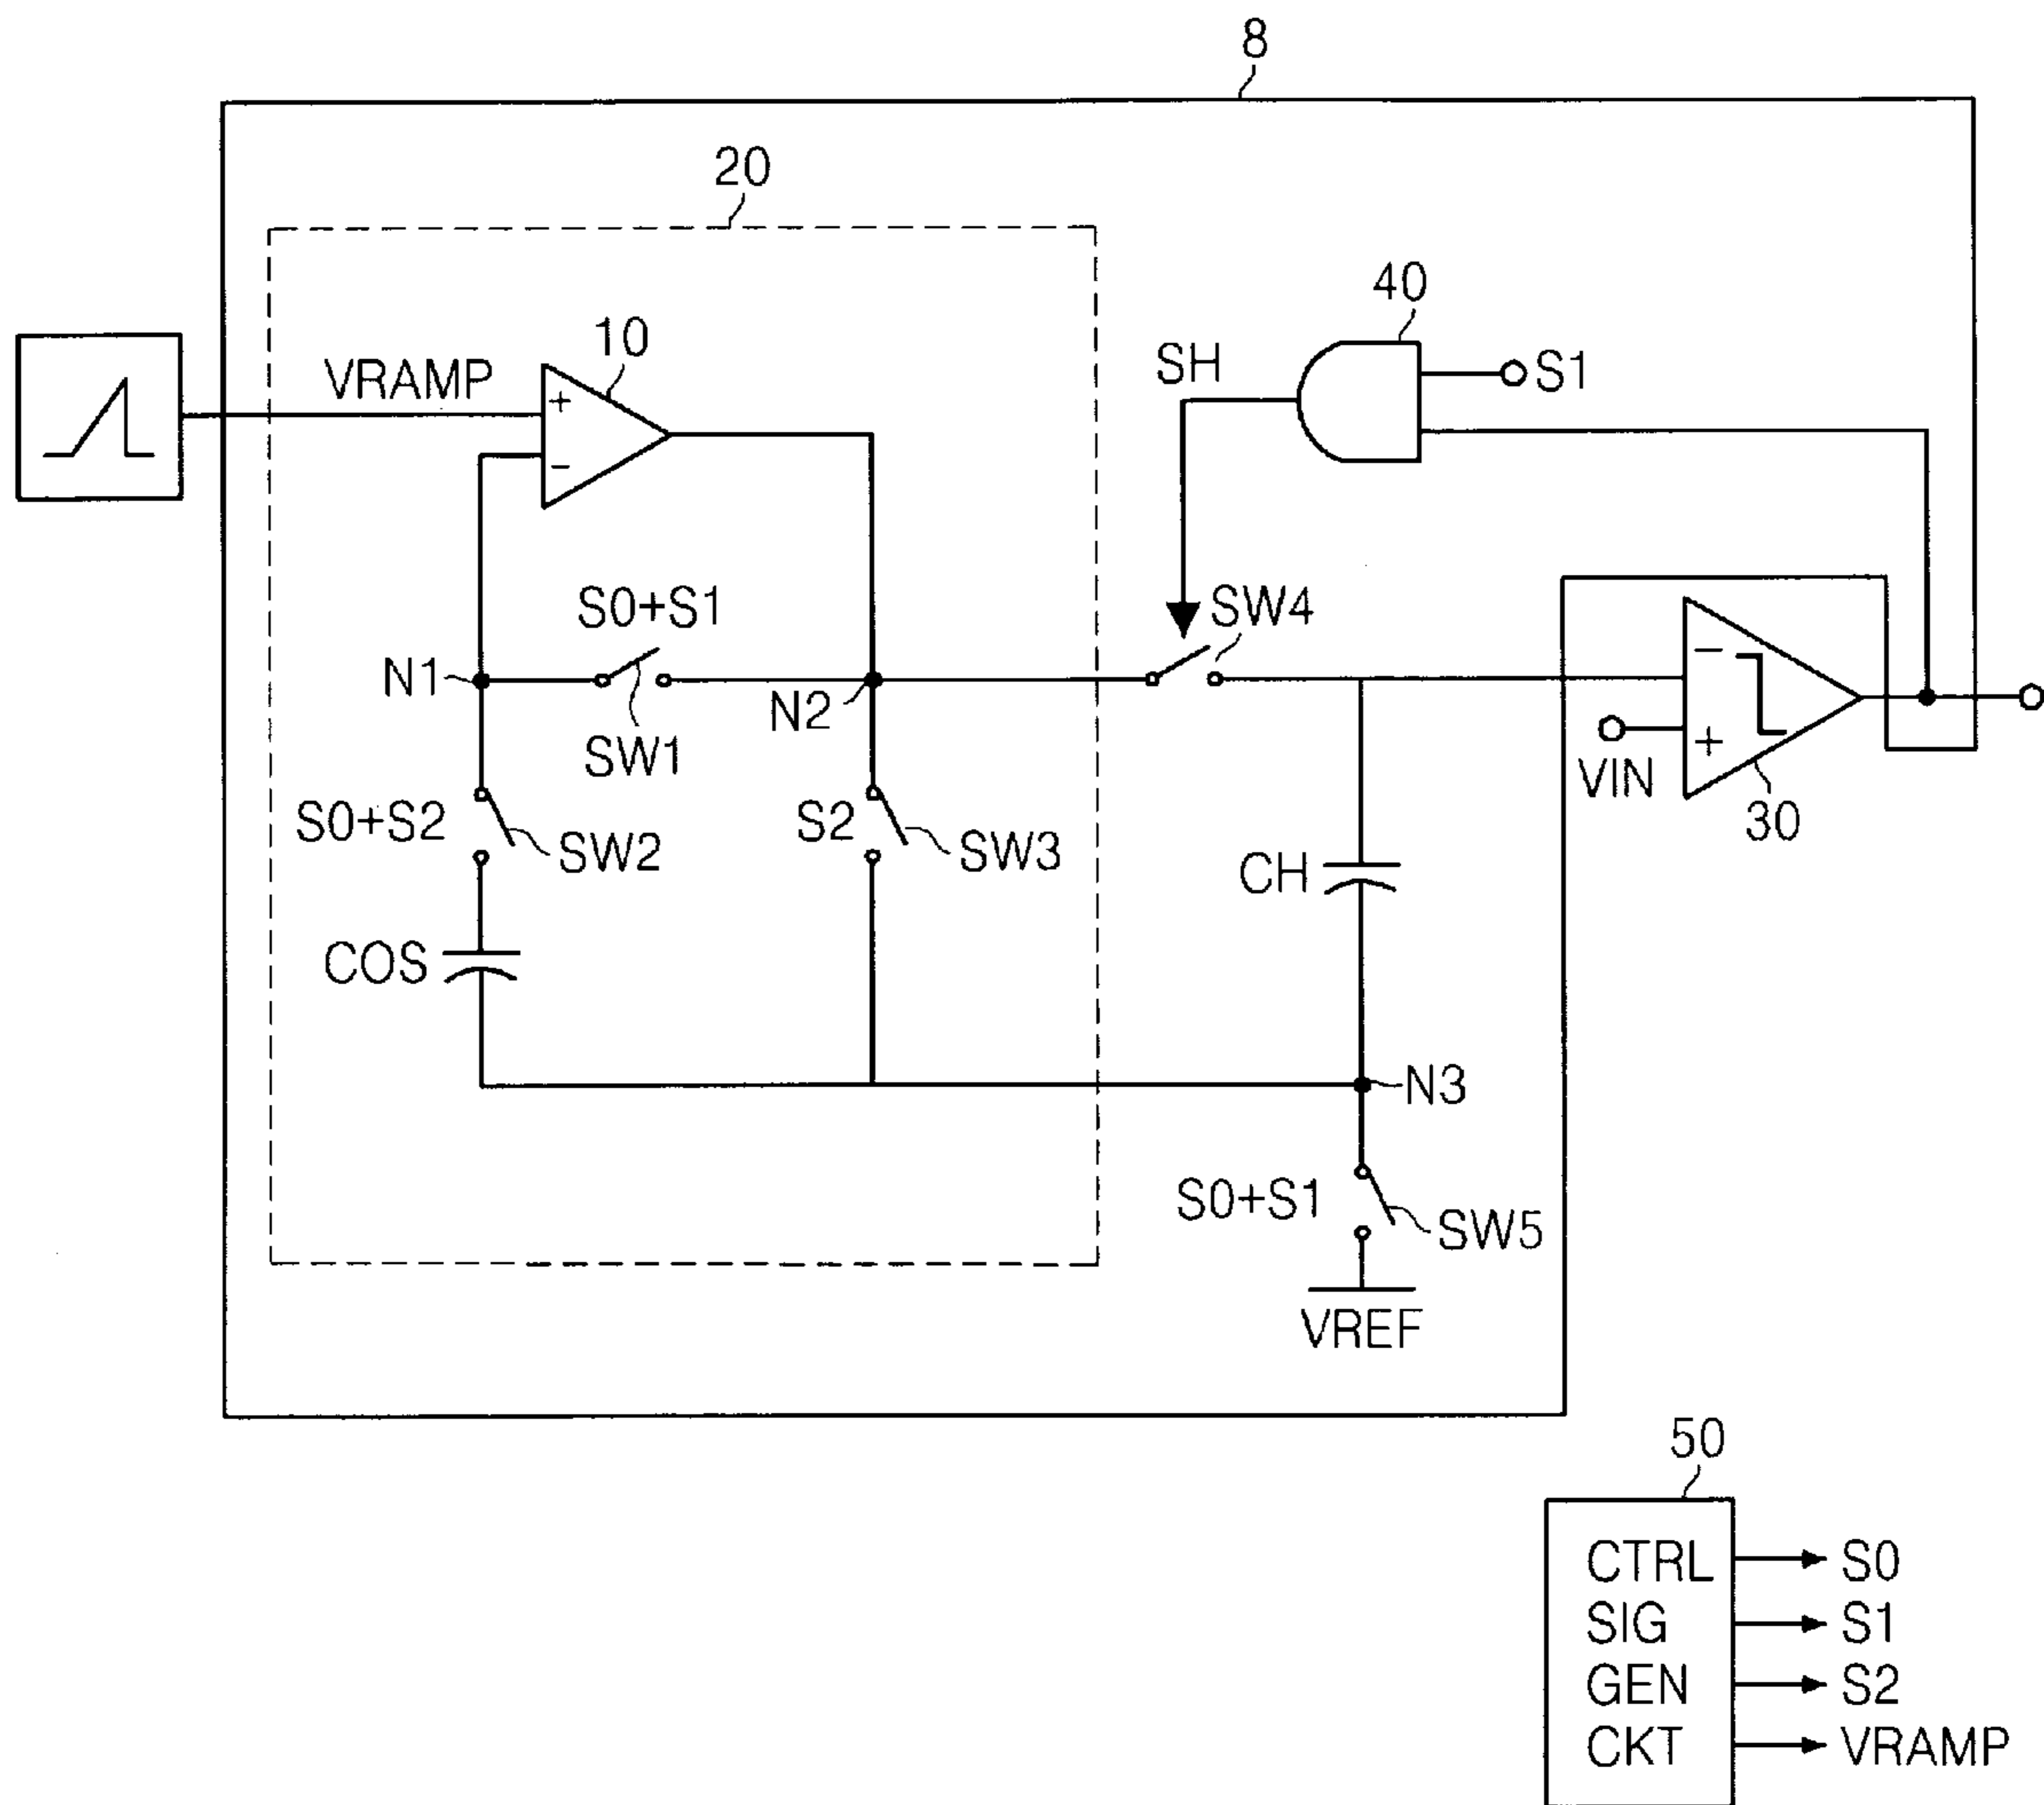 8
20
40
10
VRAMP
+
−
SH
S1
S0+S1
SW4
N1
N2
SW1
−
+
VIN
30
S0+S2
SW2
S2
SW3
CH
COS
N3
S0+S1
SW5
VREF
50
CTRL
S0
SIG
S1
GEN
S2
CKT
VRAMP